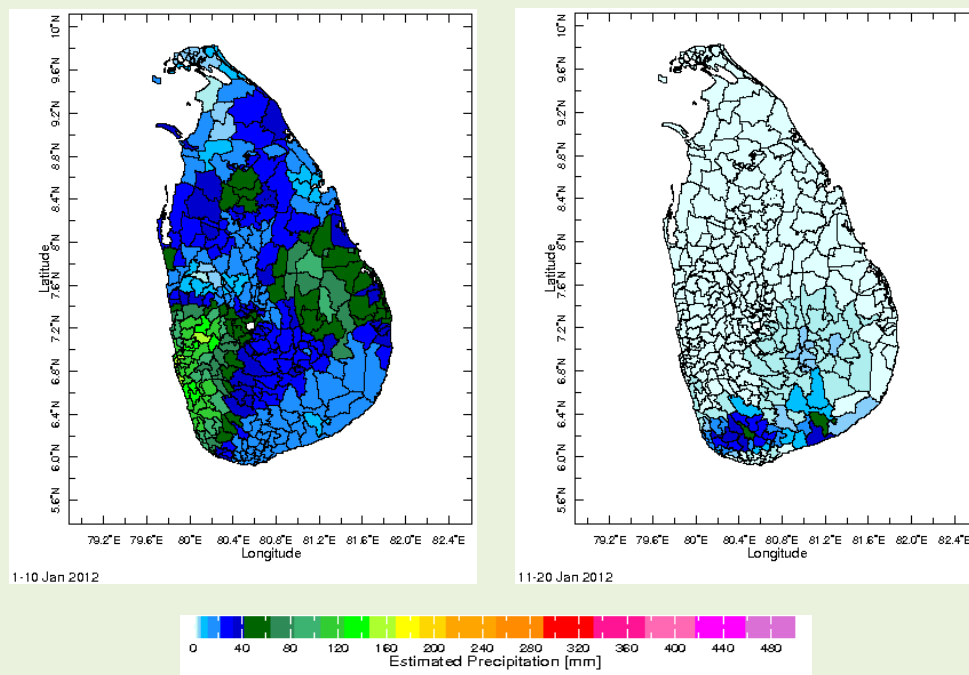 10°N
9.6°N
9.2°N
8.8°N
8.4°N
8°N
7.6°N
7.2°N
6.8°N
6.4°N
6.0°N
5.6°N
Latitude
79.2°E 79.6°E 80°E 80.4°E 80.8°E 81.2°E 81.6°E 82.0°E 82.4°E
Longitude
1-10 Jan 2012
10°N
9.6°N
9.2°N
8.8°N
8.4°N
8°N
7.6°N
7.2°N
6.8°N
6.4°N
6.0°N
5.6°N
Latitude
79.2°E 79.6°E 80°E 80.4°E 80.8°E 81.2°E 81.6°E 82.0°E 82.4°E
Longitude
11-20 Jan 2012
0 40 80 120 160 200 240 280 320 360 400 440 480
Estimated Precipitation [mm]